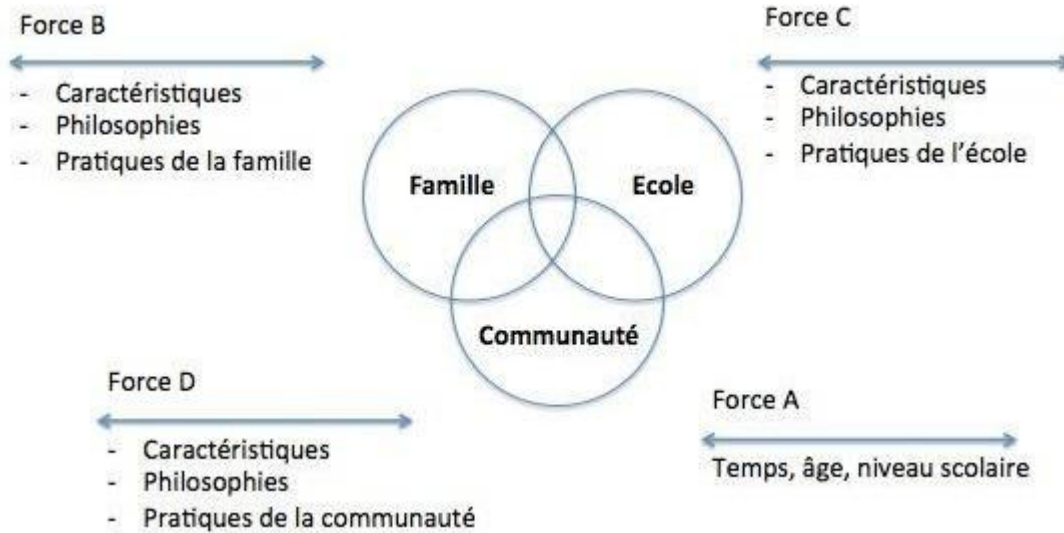 Force B
- Caractéristiques
- Philosophies
- Pratiques de la famille
Force C
- Caractéristiques
- Philosophies
- Pratiques de l'école
Famille
Ecole
Communauté
Force D
- Caractéristiques
- Philosophies
- Pratiques de la communauté
Force A
Temps, âge, niveau scolaire